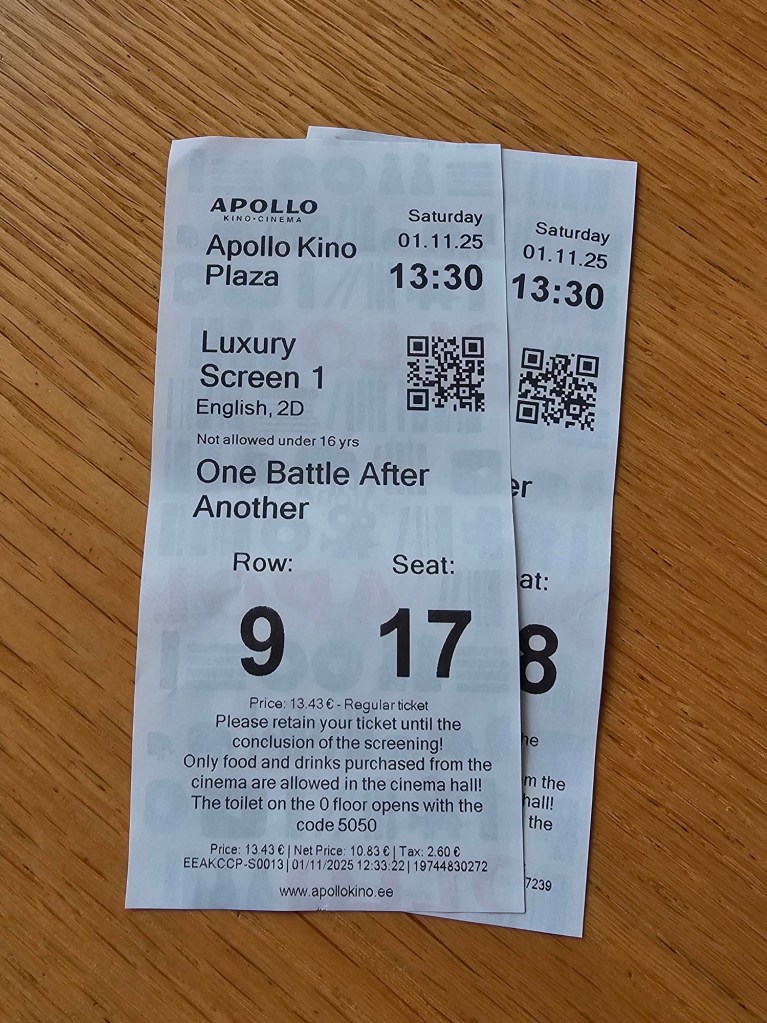 APOLLO
KINO•CINEMA
Apollo Kino
Plaza
Saturday
01.11.25
13:30
Luxury
Screen 1
English, 2D
Not allowed under 16 yrs
One Battle After
Another
Row:
Seat:
9
17
Price: 13.43 € - Regular ticket
Please retain your ticket until the
conclusion of the screening!
Only food and drinks purchased from the
cinema are allowed in the cinema hall!
The toilet on the 0 floor opens with the
code 5050
Price: 13.43 € | Net Price: 10.83 € | Tax: 2.60 €
EEAKCCP-S0013 | 01/11/2025 12:33:22 | 19744830272
www.apollokino.ee
Saturday
01.11.25
13:30
er
at:
8
he
m the
hall!
the
7239